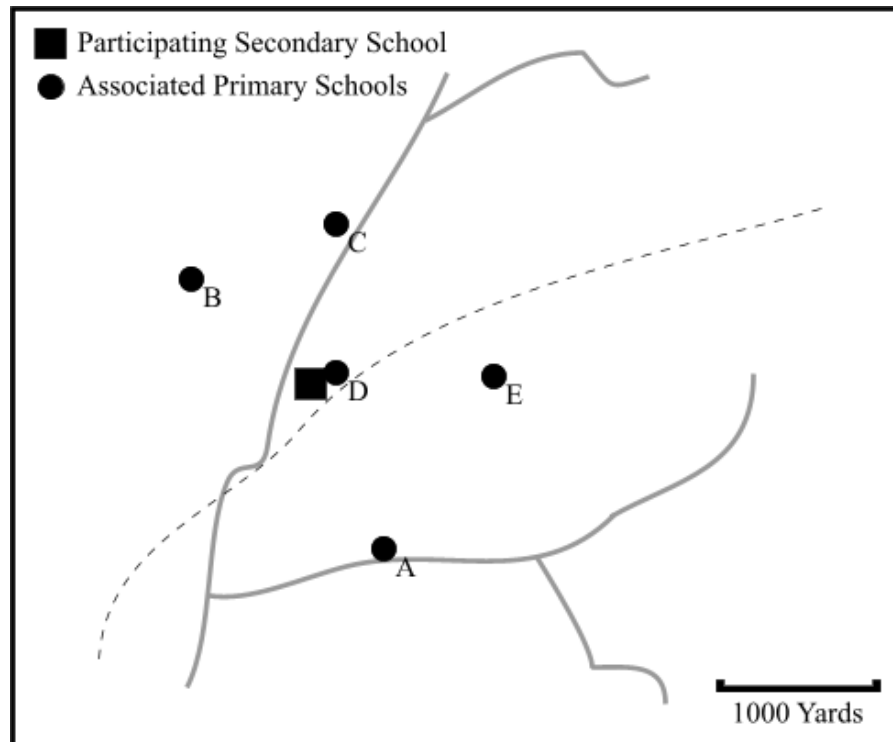 Participating Secondary School
Associated Primary Schools
C
B
D
E
A
1000 Yards